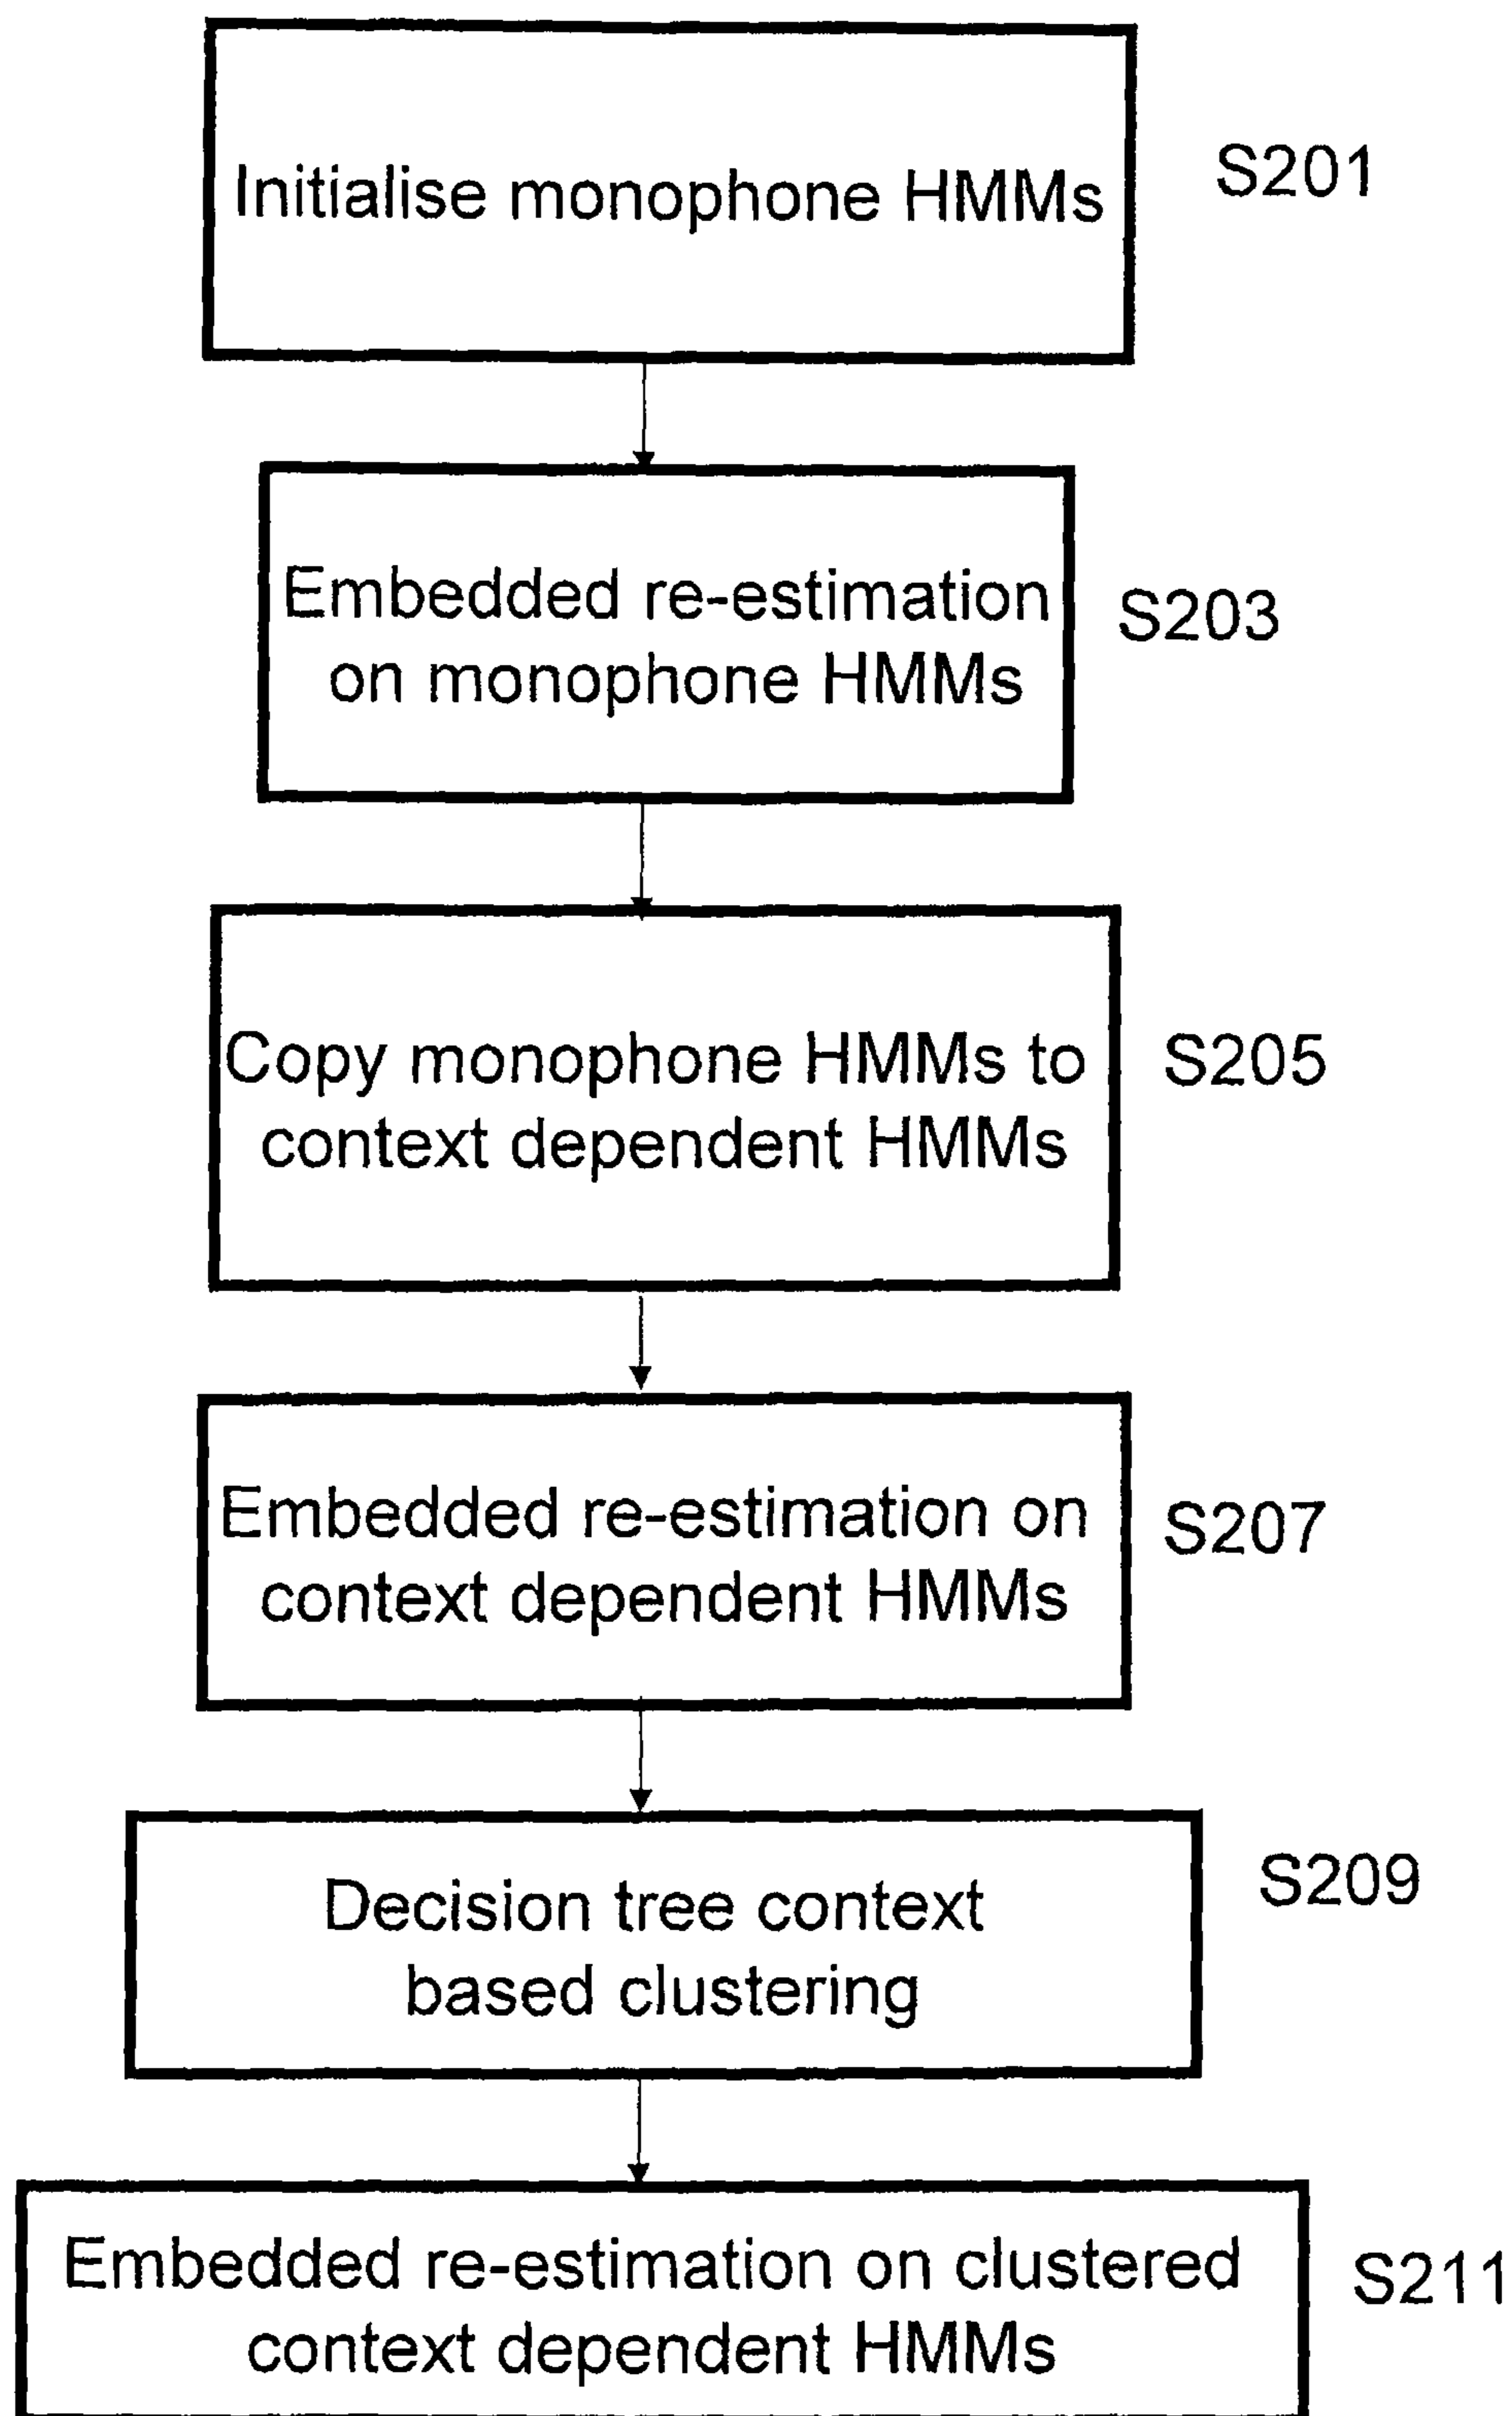 Initialise monophone HMMs
S201
Embedded re-estimation
on monophone HMMs
S203
Copy monophone HMMs to
context dependent HMMs
S205
Embedded re-estimation on
context dependent HMMs
S207
Decision tree context
based clustering
S209
Embedded re-estimation on clustered
context dependent HMMs
S211